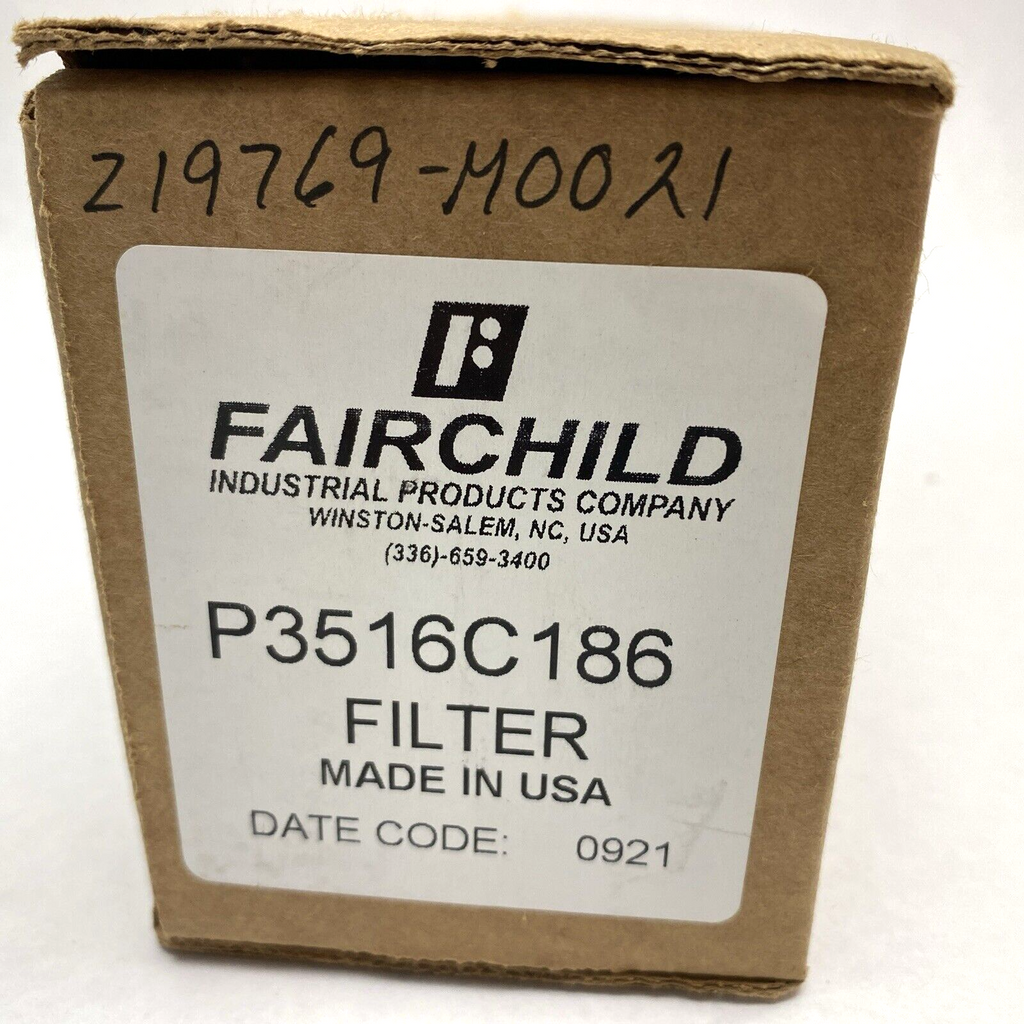 Z19769-M0021
FAIRCHILD
INDUSTRIAL PRODUCTS COMPANY
WINSTON-SALEM, NC, USA
(336)-659-3400
P3516C186
FILTER
MADE IN USA
DATE CODE: 0921